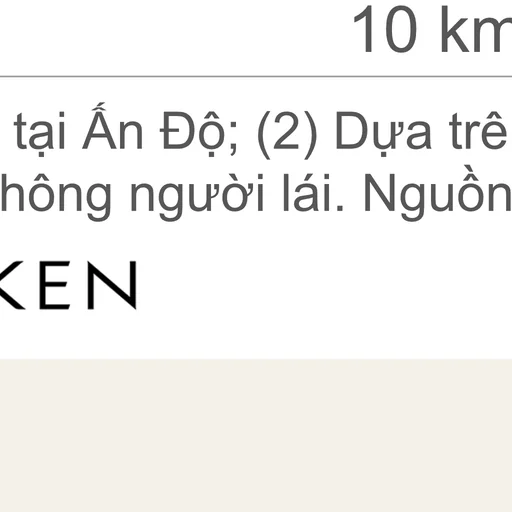 10 km
tại Ấn Độ; (2) Dựa trê
hông người lái. Nguồn
KEN